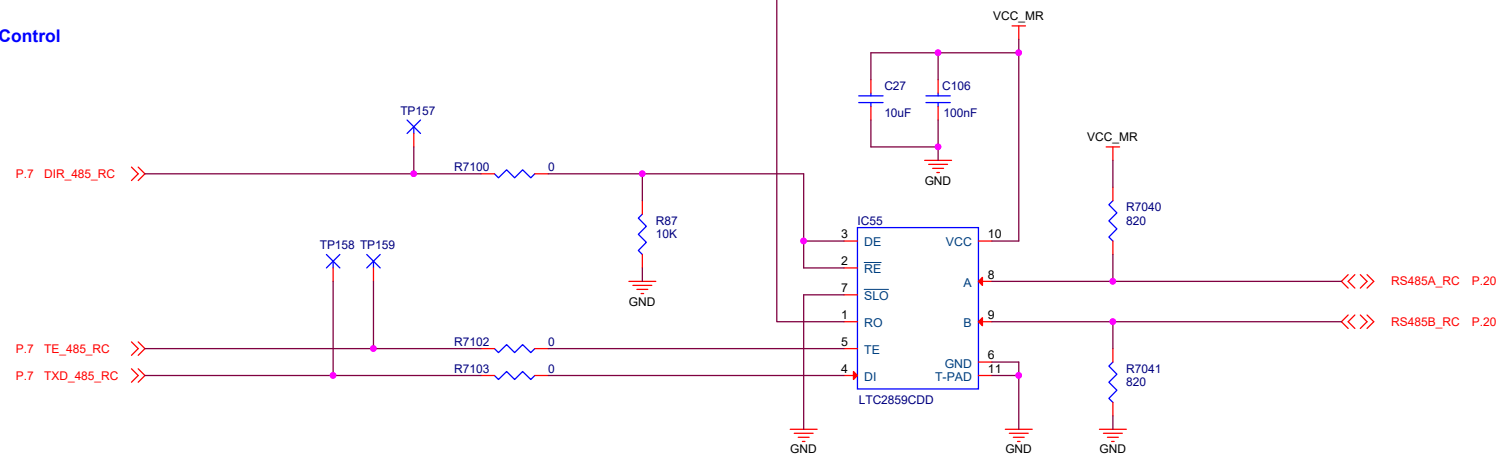 Control
VCC_MR
C27
C106
10uF
100nF
GND
TP157
VCC_MR
P.7 DIR_485_RC
R7100
0
R87
10K
GND
R7040
820
IC55
3
DE
VCC
10
2
RE
A
8
RS485A_RC P.20
7
SLO
1
RO
B
9
RS485B_RC P.20
TP158
TP159
P.7 TE_485_RC
R7102
0
5
TE
GND
6
P.7 TXD_485_RC
R7103
0
4
DI
T-PAD
11
LTC2859CDD
R7041
820
GND
GND
GND